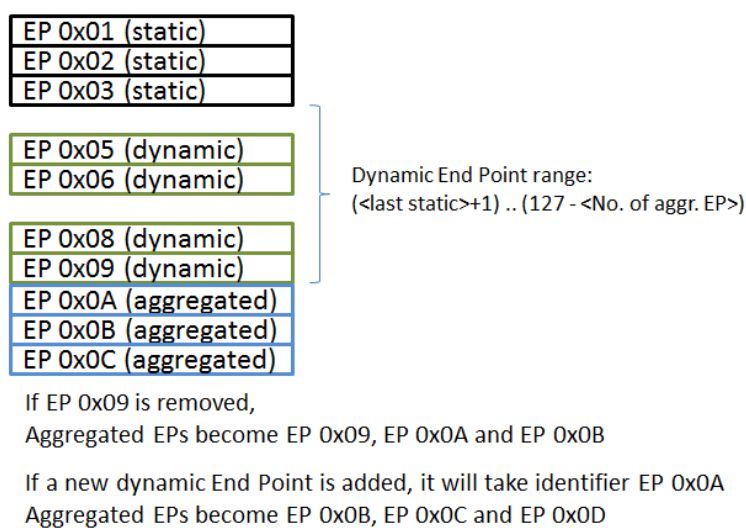 EP 0x01 (static)
EP 0x02 (static)
EP 0x03 (static)
EP 0x05 (dynamic)
EP 0x06 (dynamic)
Dynamic End Point range:
(<last static>+1) .. (127 - <No. of aggr. EP>)
EP 0x08 (dynamic)
EP 0x09 (dynamic)
EP 0x0A (aggregated)
EP 0x0B (aggregated)
EP 0x0C (aggregated)
If EP 0x09 is removed,
Aggregated EPs become EP 0x09, EP 0x0A and EP 0x0B
If a new dynamic End Point is added, it will take identifier EP 0x0A
Aggregated EPs become EP 0x0B, EP 0x0C and EP 0x0D